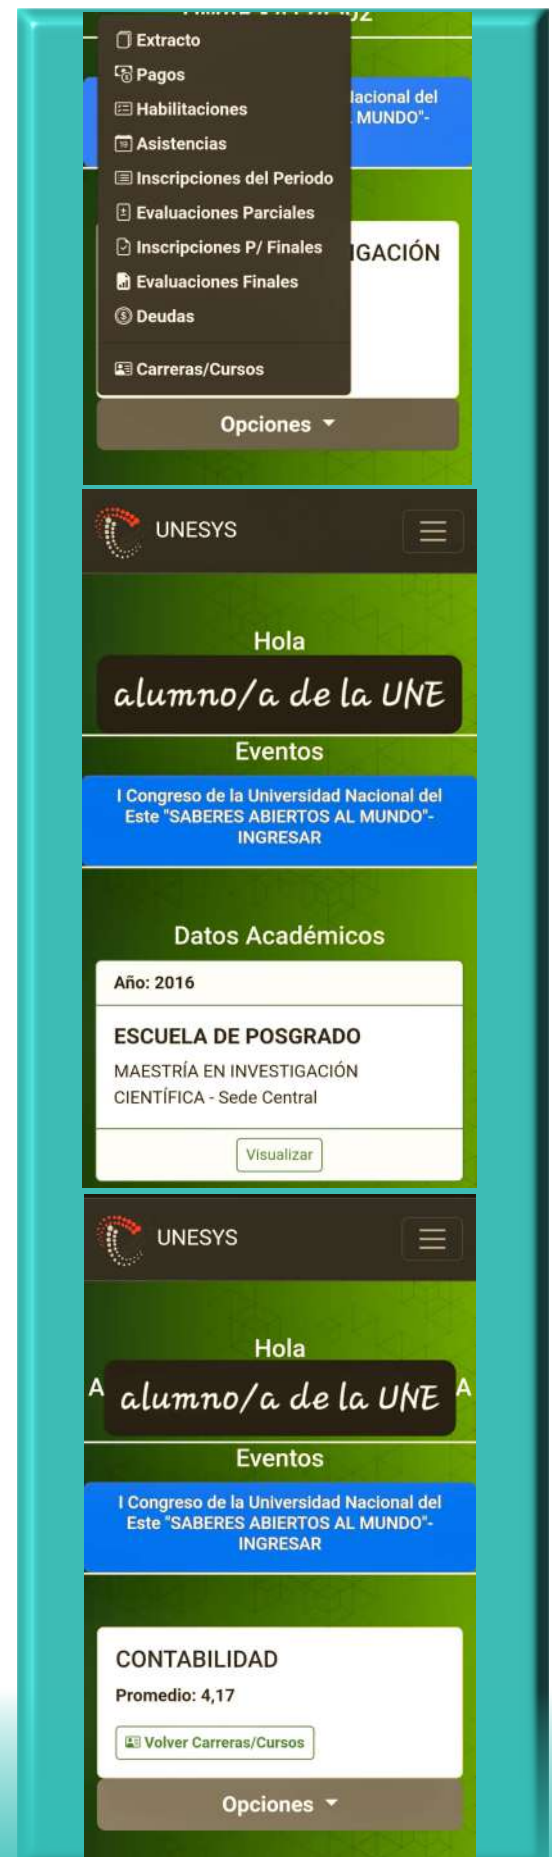 Extracto
Pagos
Habilitaciones
Asistencias
Inscripciones del Periodo
Evaluaciones Parciales
Inscripciones P/ Finales
Evaluaciones Finales
Deudas
Carreras/Cursos
MUNDO"-
Opciones
UNESYS
Hola
alumno/a de la UNE
Eventos
I Congreso de la Universidad Nacional del
Este "SABERES ABIERTOS AL MUNDO"-
INGRESAR
Datos Académicos
Año: 2016
ESCUELA DE POSGRADO
MAESTRÍA EN INVESTIGACIÓN
CIENTÍFICA - Sede Central
Visualizar
UNESYS
Hola
A alumno/a de la UNE A
Eventos
I Congreso de la Universidad Nacional del
Este "SABERES ABIERTOS AL MUNDO"-
INGRESAR
CONTABILIDAD
Promedio: 4,17
Volver Carreras/Cursos
Opciones